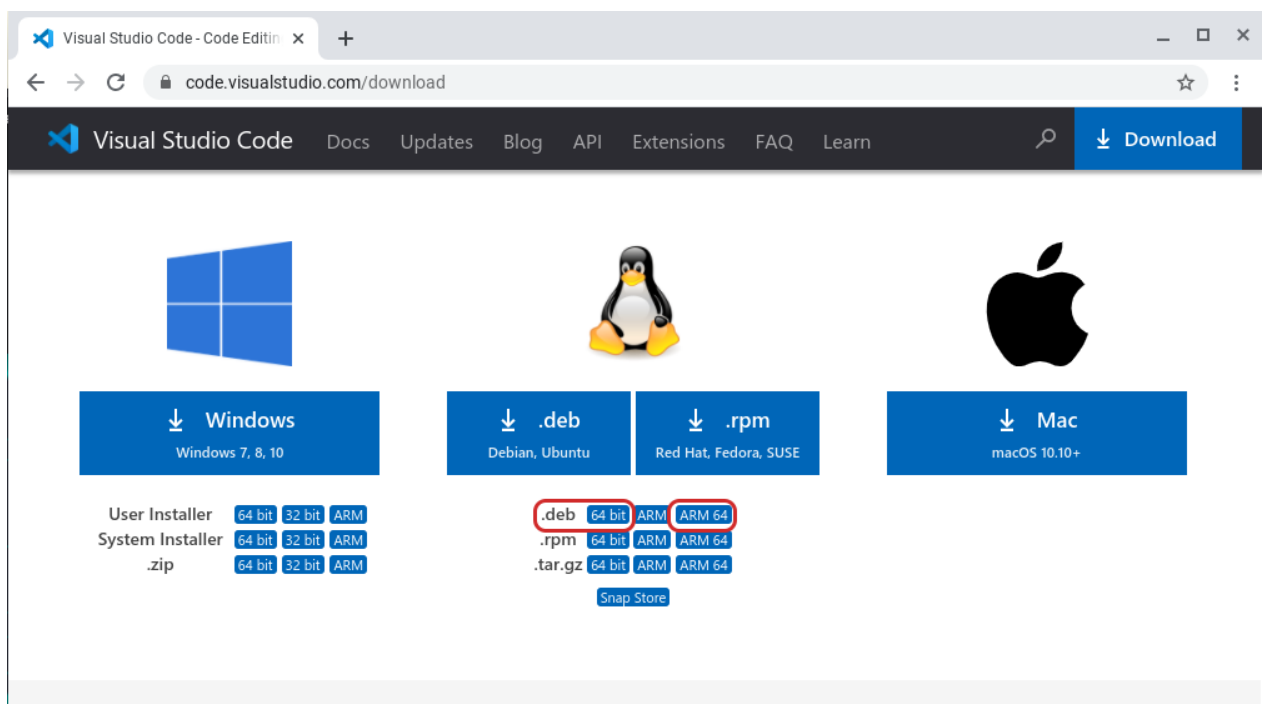 Visual Studio Code - Code Editin
code.visualstudio.com/download
Visual Studio Code Docs Updates Blog API Extensions FAQ Learn Download
Windows
Windows 7, 8, 10
.deb
Debian, Ubuntu
.rpm
Red Hat, Fedora, SUSE
Mac
macOS 10.10+
User Installer 64 bit 32 bit ARM
System Installer 64 bit 32 bit ARM
.zip 64 bit 32 bit ARM
.deb 64 bit ARM ARM 64
.rpm 64 bit ARM ARM 64
.tar.gz 64 bit ARM ARM 64
Snap Store